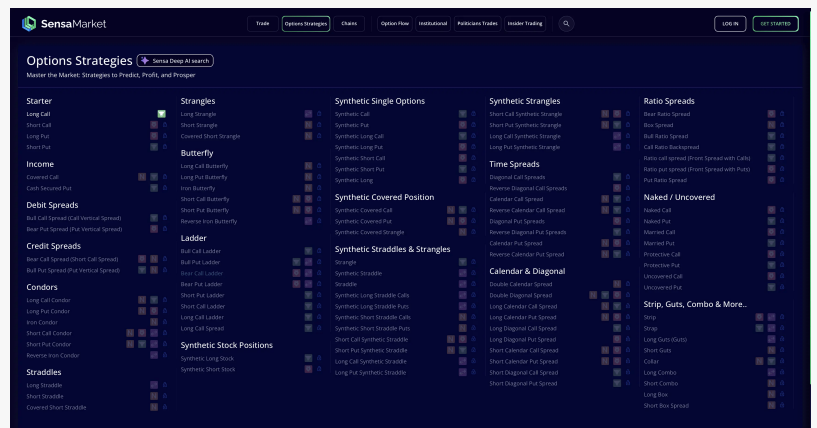 SensaMarket
Trade
Options Strategies
Chains
Option Flow
Institutional
Politicians Trades
Insider Trading
LOG IN
GET STARTED
Options Strategies
Sensa Deep AI search
Master the Market: Strategies to Predict, Profit, and Prosper
Starter
Long Call
Short Call
Long Put
Short Put
Income
Covered Call
Cash Secured Put
Debit Spreads
Bull Call Spread (Call Vertical Spread)
Bear Put Spread (Put Vertical Spread)
Credit Spreads
Bear Call Spread (Short Call Spread)
Bull Put Spread (Put Vertical Spread)
Condors
Long Call Condor
Long Put Condor
Iron Condor
Short Call Condor
Short Put Condor
Reverse Iron Condor
Straddles
Long Straddle
Short Straddle
Covered Short Straddle
Strangles
Long Strangle
Short Strangle
Covered Short Strangle
Butterfly
Long Call Butterfly
Long Put Butterfly
Iron Butterfly
Short Call Butterfly
Short Put Butterfly
Reverse Iron Butterfly
Ladder
Bull Call Ladder
Bull Put Ladder
Bear Call Ladder
Bear Put Ladder
Short Put Ladder
Short Call Ladder
Long Call Ladder
Long Call Spread
Synthetic Stock Positions
Synthetic Long Stock
Synthetic Short Stock
Synthetic Single Options
Synthetic Call
Synthetic Put
Synthetic Long Call
Synthetic Long Put
Synthetic Short Call
Synthetic Short Put
Synthetic Long
Synthetic Covered Position
Synthetic Covered Call
Synthetic Covered Put
Synthetic Covered Strangle
Synthetic Straddles & Strangles
Strangle
Synthetic Straddle
Straddle
Synthetic Long Straddle Calls
Synthetic Long Straddle Puts
Synthetic Short Straddle Calls
Synthetic Short Straddle Puts
Short Call Synthetic Straddle
Short Put Synthetic Straddle
Long Call Synthetic Straddle
Long Put Synthetic Straddle
Synthetic Strangles
Short Call Synthetic Strangle
Short Put Synthetic Strangle
Long Call Synthetic Strangle
Long Put Synthetic Strangle
Time Spreads
Diagonal Call Spreads
Reverse Diagonal Call Spreads
Calendar Call Spread
Reverse Calendar Call Spread
Diagonal Put Spreads
Reverse Diagonal Put Spreads
Calendar Put Spread
Reverse Calendar Put Spread
Calendar & Diagonal
Double Calendar Spread
Double Diagonal Spread
Long Calendar Call Spread
Long Calendar Put Spread
Long Diagonal Call Spread
Long Diagonal Put Spread
Short Calendar Call Spread
Short Calendar Put Spread
Short Diagonal Call Spread
Short Diagonal Put Spread
Ratio Spreads
Bear Ratio Spread
Box Spread
Bull Ratio Spread
Call Ratio Backspread
Ratio call spread (Front Spread with Calls)
Ratio put spread (Front Spread with Puts)
Put Ratio Spread
Naked / Uncovered
Naked Call
Naked Put
Married Call
Married Put
Protective Call
Protective Put
Uncovered Call
Uncovered Put
Strip, Guts, Combo & More..
Strip
Strap
Long Guts (Guts)
Short Guts
Collar
Long Combo
Short Combo
Long Box
Short Box Spread